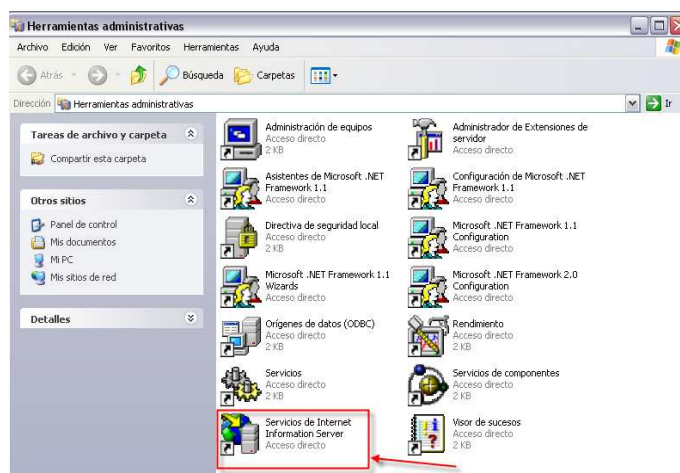 Herramientas administrativas
Archivo Edición Ver Favoritos Herramientas Ayuda
Atrás Búsqueda Carpetas
Dirección Herramientas administrativas Ir
Tareas de archivo y carpeta
Compartir esta carpeta
Otros sitios
Panel de control
Mis documentos
Mi PC
Mis sitios de red
Detalles
Administración de equipos
Acceso directo
2 KB
Administrador de Extensiones de
servidor
Acceso directo
Asistentes de Microsoft .NET
Framework 1.1
Acceso directo
Configuración de Microsoft .NET
Framework 1.1
Acceso directo
Directiva de seguridad local
Acceso directo
2 KB
Microsoft .NET Framework 1.1
Configuration
Acceso directo
Microsoft .NET Framework 1.1
Wizards
Acceso directo
Microsoft .NET Framework 2.0
Configuration
Acceso directo
Orígenes de datos (ODBC)
Acceso directo
2 KB
Rendimiento
Acceso directo
2 KB
Servicios
Acceso directo
2 KB
Servicios de componentes
Acceso directo
2 KB
Servicios de Internet
Information Server
Acceso directo
Visor de sucesos
Acceso directo
2 KB